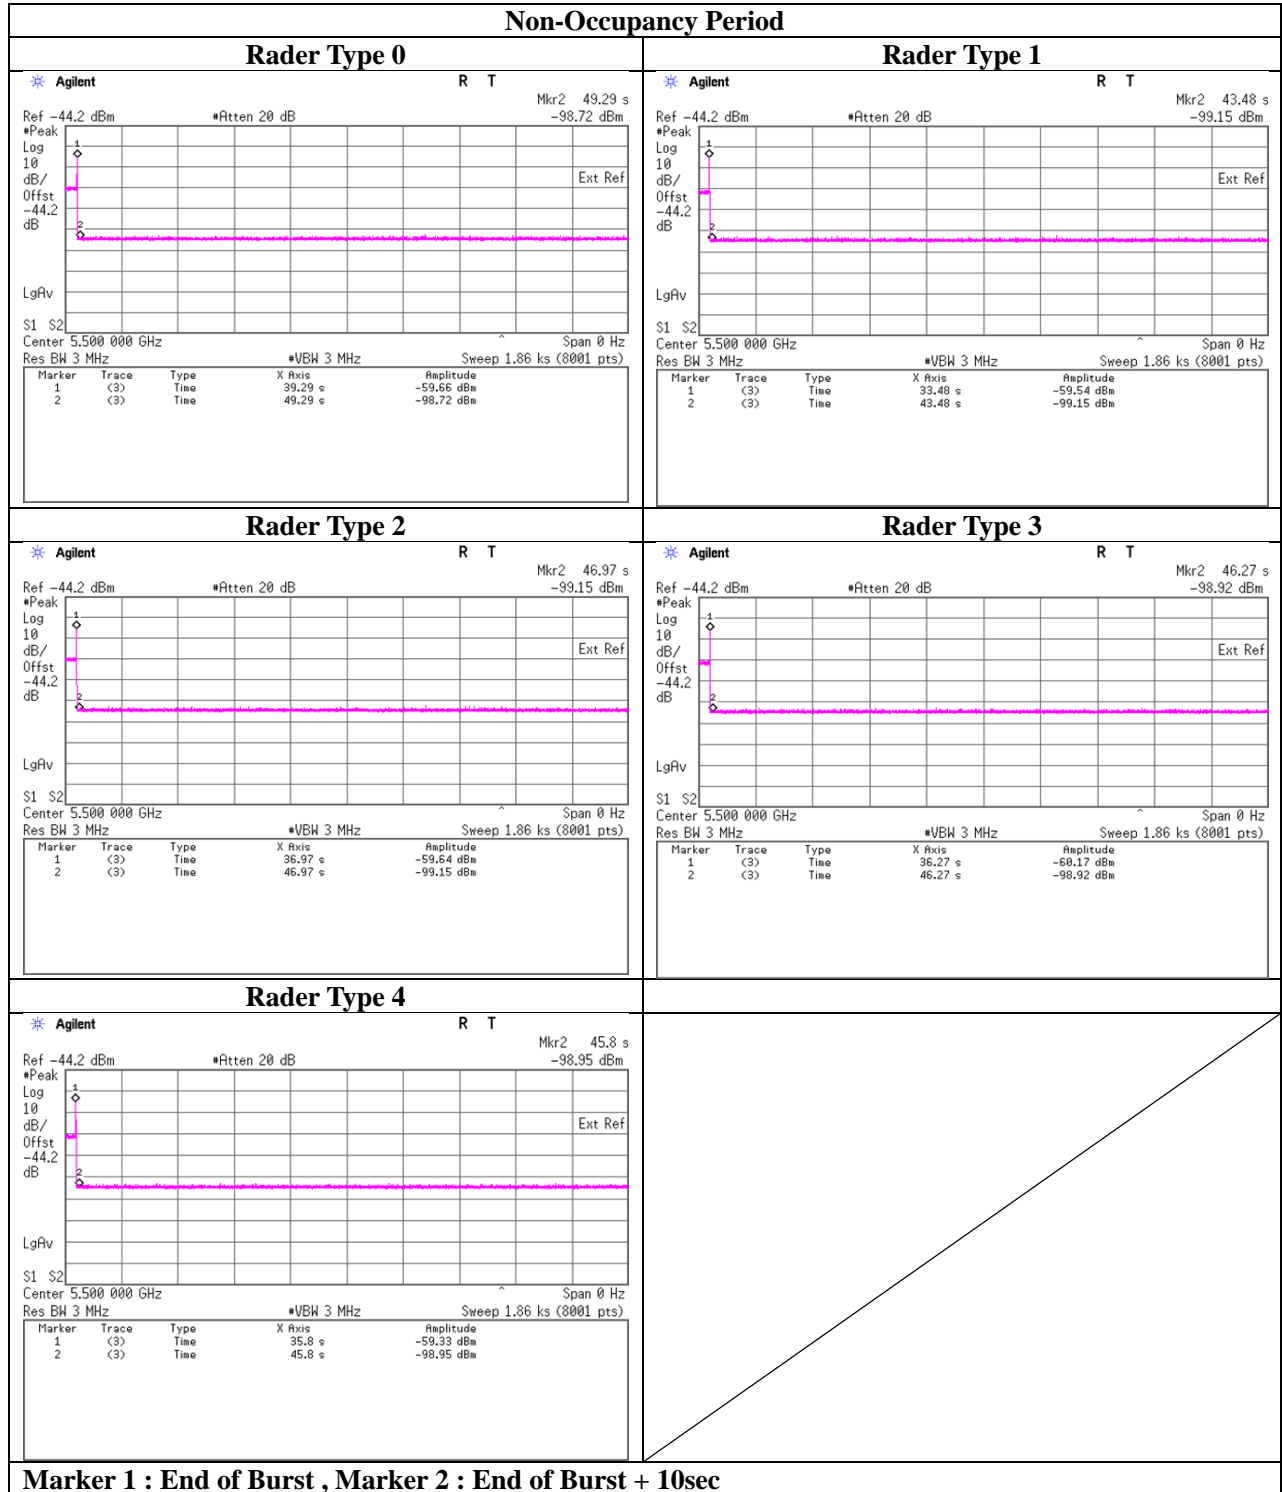 Non-Occupancy Period
Rader Type 0
Agilent
R T
Mkr2 49.29 s
Ref -44.2 dBm #Atten 20 dB -98.72 dBm
#Peak
Log
10
dB/
Offst
-44.2
dB
1
2
Ext Ref
LgAv
S1 S2
Center 5.500 000 GHz ^ Span 0 Hz
Res BW 3 MHz #VBW 3 MHz Sweep 1.86 ks (8001 pts)
Marker Trace Type X Axis Amplitude
1 (3) Time 39.29 s -59.66 dBm
2 (3) Time 49.29 s -98.72 dBm
Rader Type 1
Agilent
R T
Mkr2 43.48 s
Ref -44.2 dBm #Atten 20 dB -99.15 dBm
#Peak
Log
10
dB/
Offst
-44.2
dB
1
2
Ext Ref
LgAv
S1 S2
Center 5.500 000 GHz ^ Span 0 Hz
Res BW 3 MHz #VBW 3 MHz Sweep 1.86 ks (8001 pts)
Marker Trace Type X Axis Amplitude
1 (3) Time 33.48 s -59.54 dBm
2 (3) Time 43.48 s -99.15 dBm
Rader Type 2
Agilent
R T
Mkr2 46.97 s
Ref -44.2 dBm #Atten 20 dB -99.15 dBm
#Peak
Log
10
dB/
Offst
-44.2
dB
1
2
Ext Ref
LgAv
S1 S2
Center 5.500 000 GHz ^ Span 0 Hz
Res BW 3 MHz #VBW 3 MHz Sweep 1.86 ks (8001 pts)
Marker Trace Type X Axis Amplitude
1 (3) Time 36.97 s -59.64 dBm
2 (3) Time 46.97 s -99.15 dBm
Rader Type 3
Agilent
R T
Mkr2 46.27 s
Ref -44.2 dBm #Atten 20 dB -98.92 dBm
#Peak
Log
10
dB/
Offst
-44.2
dB
1
2
Ext Ref
LgAv
S1 S2
Center 5.500 000 GHz ^ Span 0 Hz
Res BW 3 MHz #VBW 3 MHz Sweep 1.86 ks (8001 pts)
Marker Trace Type X Axis Amplitude
1 (3) Time 36.27 s -60.17 dBm
2 (3) Time 46.27 s -98.92 dBm
Rader Type 4
Agilent
R T
Mkr2 45.8 s
Ref -44.2 dBm #Atten 20 dB -98.95 dBm
#Peak
Log
10
dB/
Offst
-44.2
dB
1
2
Ext Ref
LgAv
S1 S2
Center 5.500 000 GHz ^ Span 0 Hz
Res BW 3 MHz #VBW 3 MHz Sweep 1.86 ks (8001 pts)
Marker Trace Type X Axis Amplitude
1 (3) Time 35.8 s -59.33 dBm
2 (3) Time 45.8 s -98.95 dBm
Marker 1 : End of Burst , Marker 2 : End of Burst + 10sec